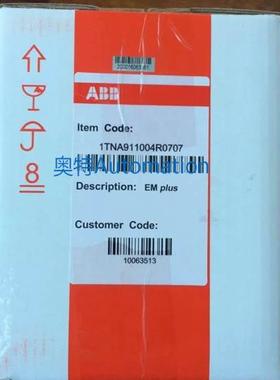 ABB
Item Code:
1TNA911004R0707
奥特Automation
Description: EM plus
Customer Code:
10063513
8